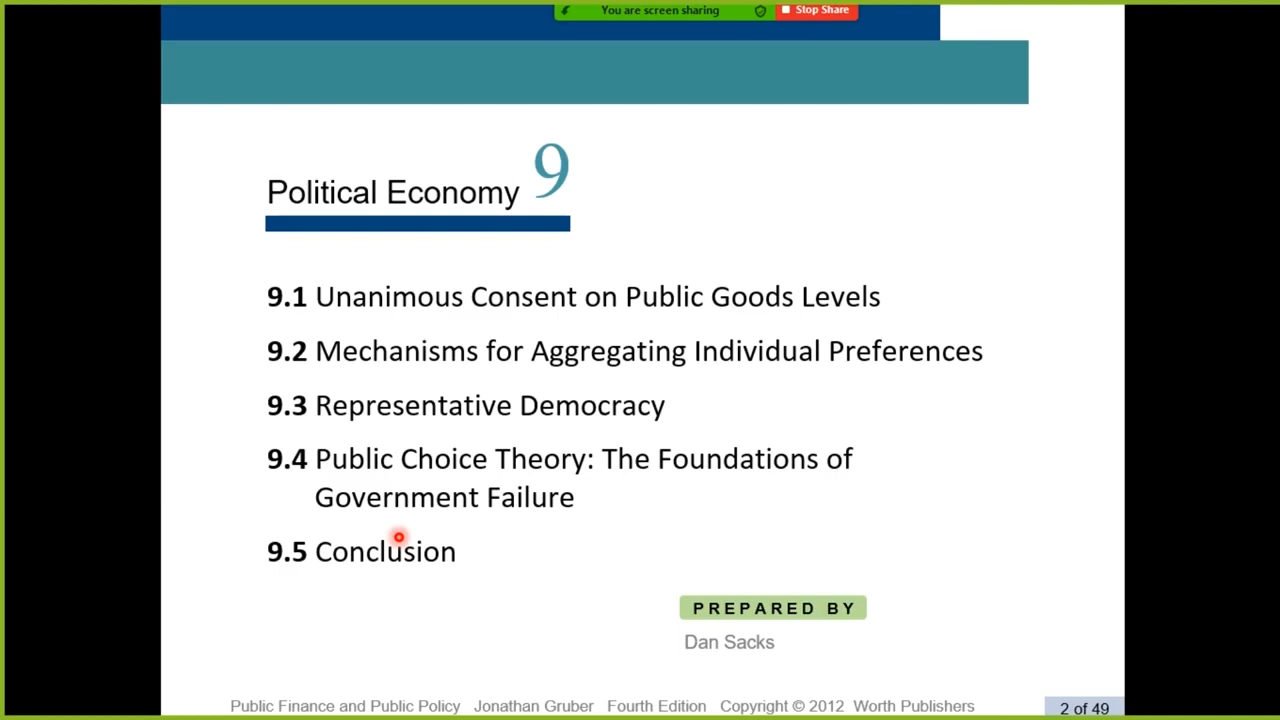 You are screen sharing Stop Share
Political Economy 9
9.1 Unanimous Consent on Public Goods Levels
9.2 Mechanisms for Aggregating Individual Preferences
9.3 Representative Democracy
9.4 Public Choice Theory: The Foundations of
Government Failure
9.5 Conclusion
PREPARED BY
Dan Sacks
Public Finance and Public Policy Jonathan Gruber Fourth Edition Copyright © 2012 Worth Publishers 2 of 49